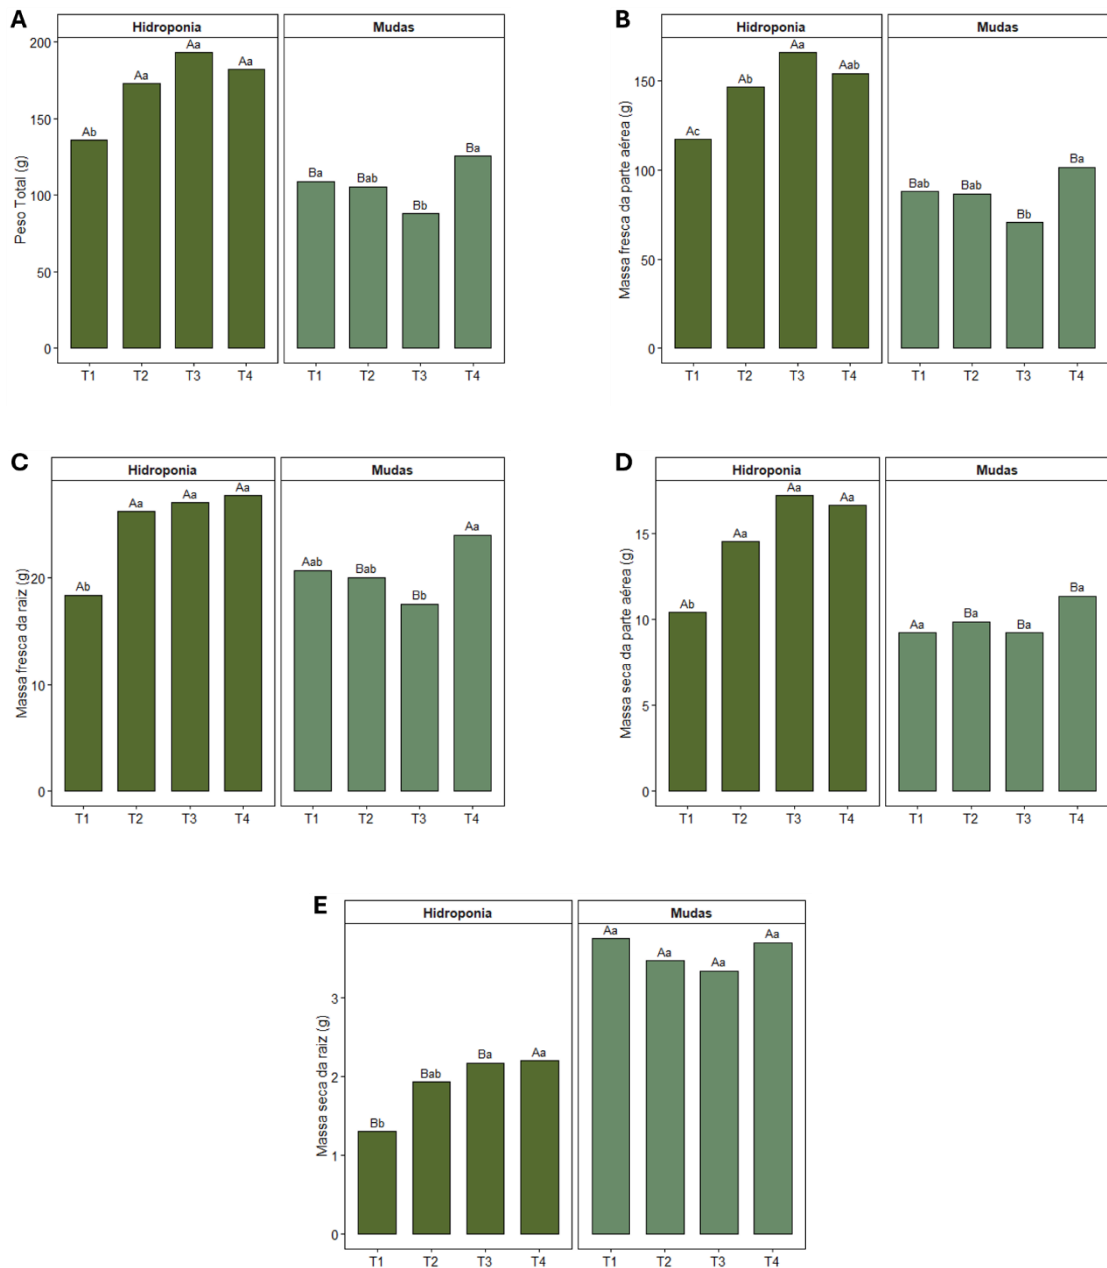 A
Hidroponia Mudas
Peso Total (g)
200
150
100
50
0
Ab Aa Aa Aa Ba Bab Bb Ba
T1 T2 T3 T4 T1 T2 T3 T4
B
Hidroponia Mudas
Massa fresca da parte aérea (g)
150
100
50
0
Ac Ab Aa Aab Bab Bab Bb Ba
T1 T2 T3 T4 T1 T2 T3 T4
C
Hidroponia Mudas
Massa fresca da raiz (g)
20
10
0
Ab Aa Aa Aa Aab Bab Bb Aa
T1 T2 T3 T4 T1 T2 T3 T4
D
Hidroponia Mudas
Massa seca da parte aérea (g)
15
10
5
0
Ab Aa Aa Aa Aa Ba Ba Ba
T1 T2 T3 T4 T1 T2 T3 T4
E
Hidroponia Mudas
Massa seca da raiz (g)
3
2
1
0
Bb Bab Ba Aa Aa Aa Aa Aa
T1 T2 T3 T4 T1 T2 T3 T4